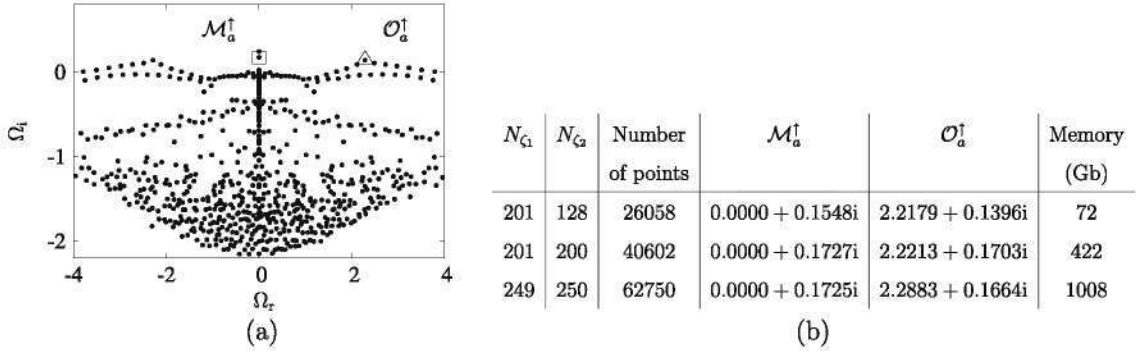 M_a^↑ O_a^↑
0
-1
-2
Ω_i
-4 -2 0 2 4
Ω_r
(a)
N_ζ1 N_ζ2 Number of points M_a^↑ O_a^↑ Memory (Gb)
201 128 26058 0.0000 + 0.1548i 2.2179 + 0.1396i 72
201 200 40602 0.0000 + 0.1727i 2.2213 + 0.1703i 422
249 250 62750 0.0000 + 0.1725i 2.2883 + 0.1664i 1008
(b)